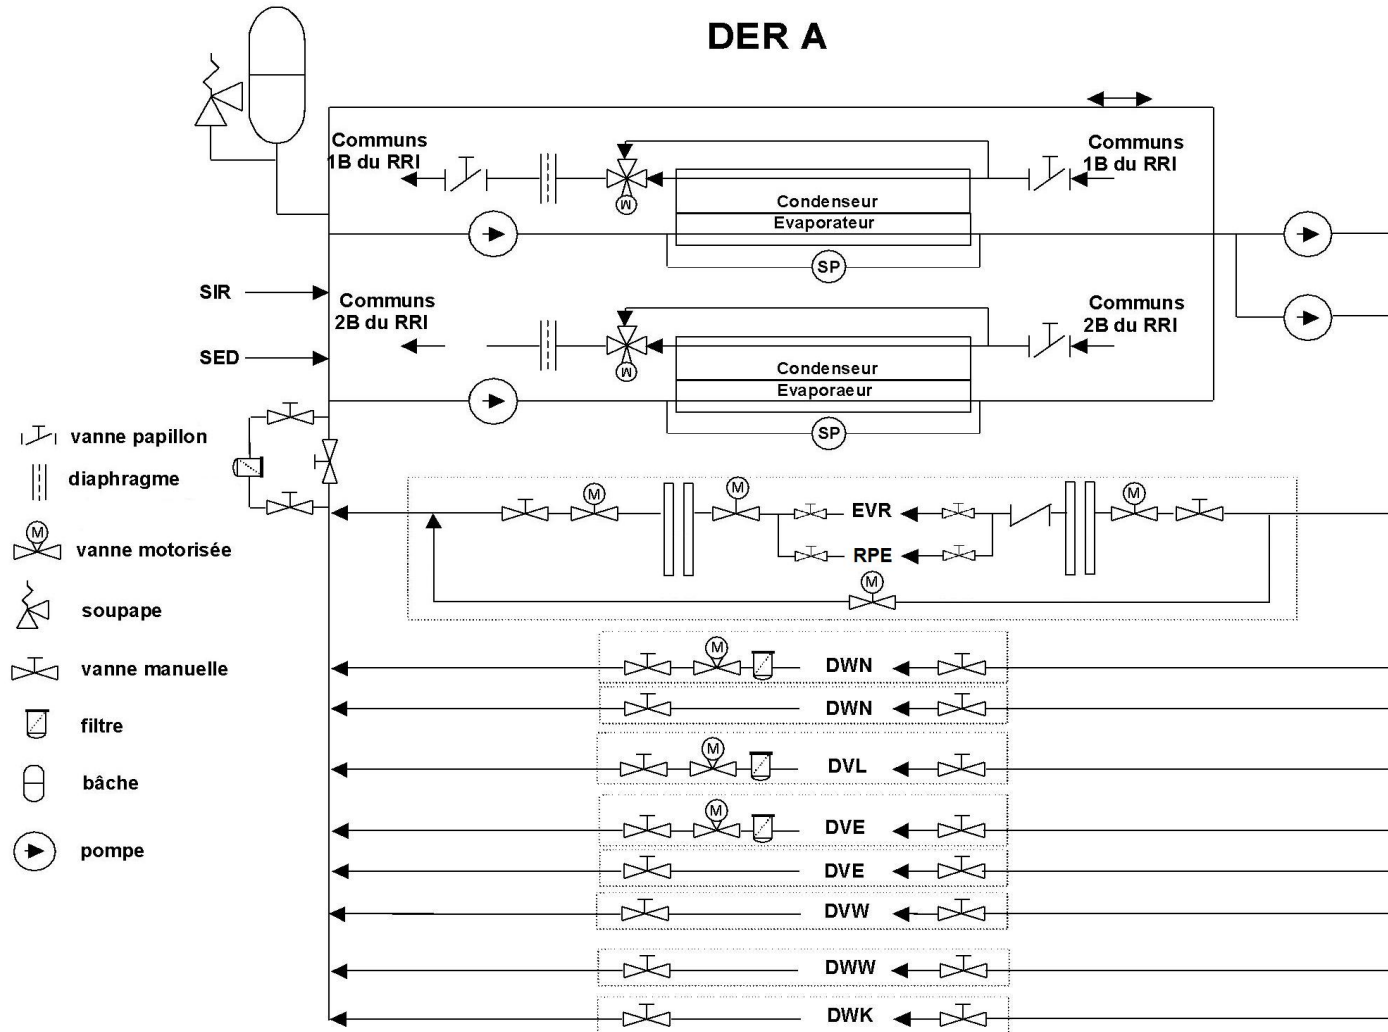 DER A
Communs
1B du RRI
Communs
1B du RRI
M
Condenseur
Evaporateur
SP
SIR
Communs
2B du RRI
Communs
2B du RRI
SED
M
Condenseur
Evaporaeur
SP
vanne papillon
diaphragme
M
vanne motorisée
soupape
vanne manuelle
filtre
bâche
pompe
M
M
EVR
M
RPE
M
M
DWN
DWN
M
DVL
M
DVE
DVE
DVW
DWW
DWK